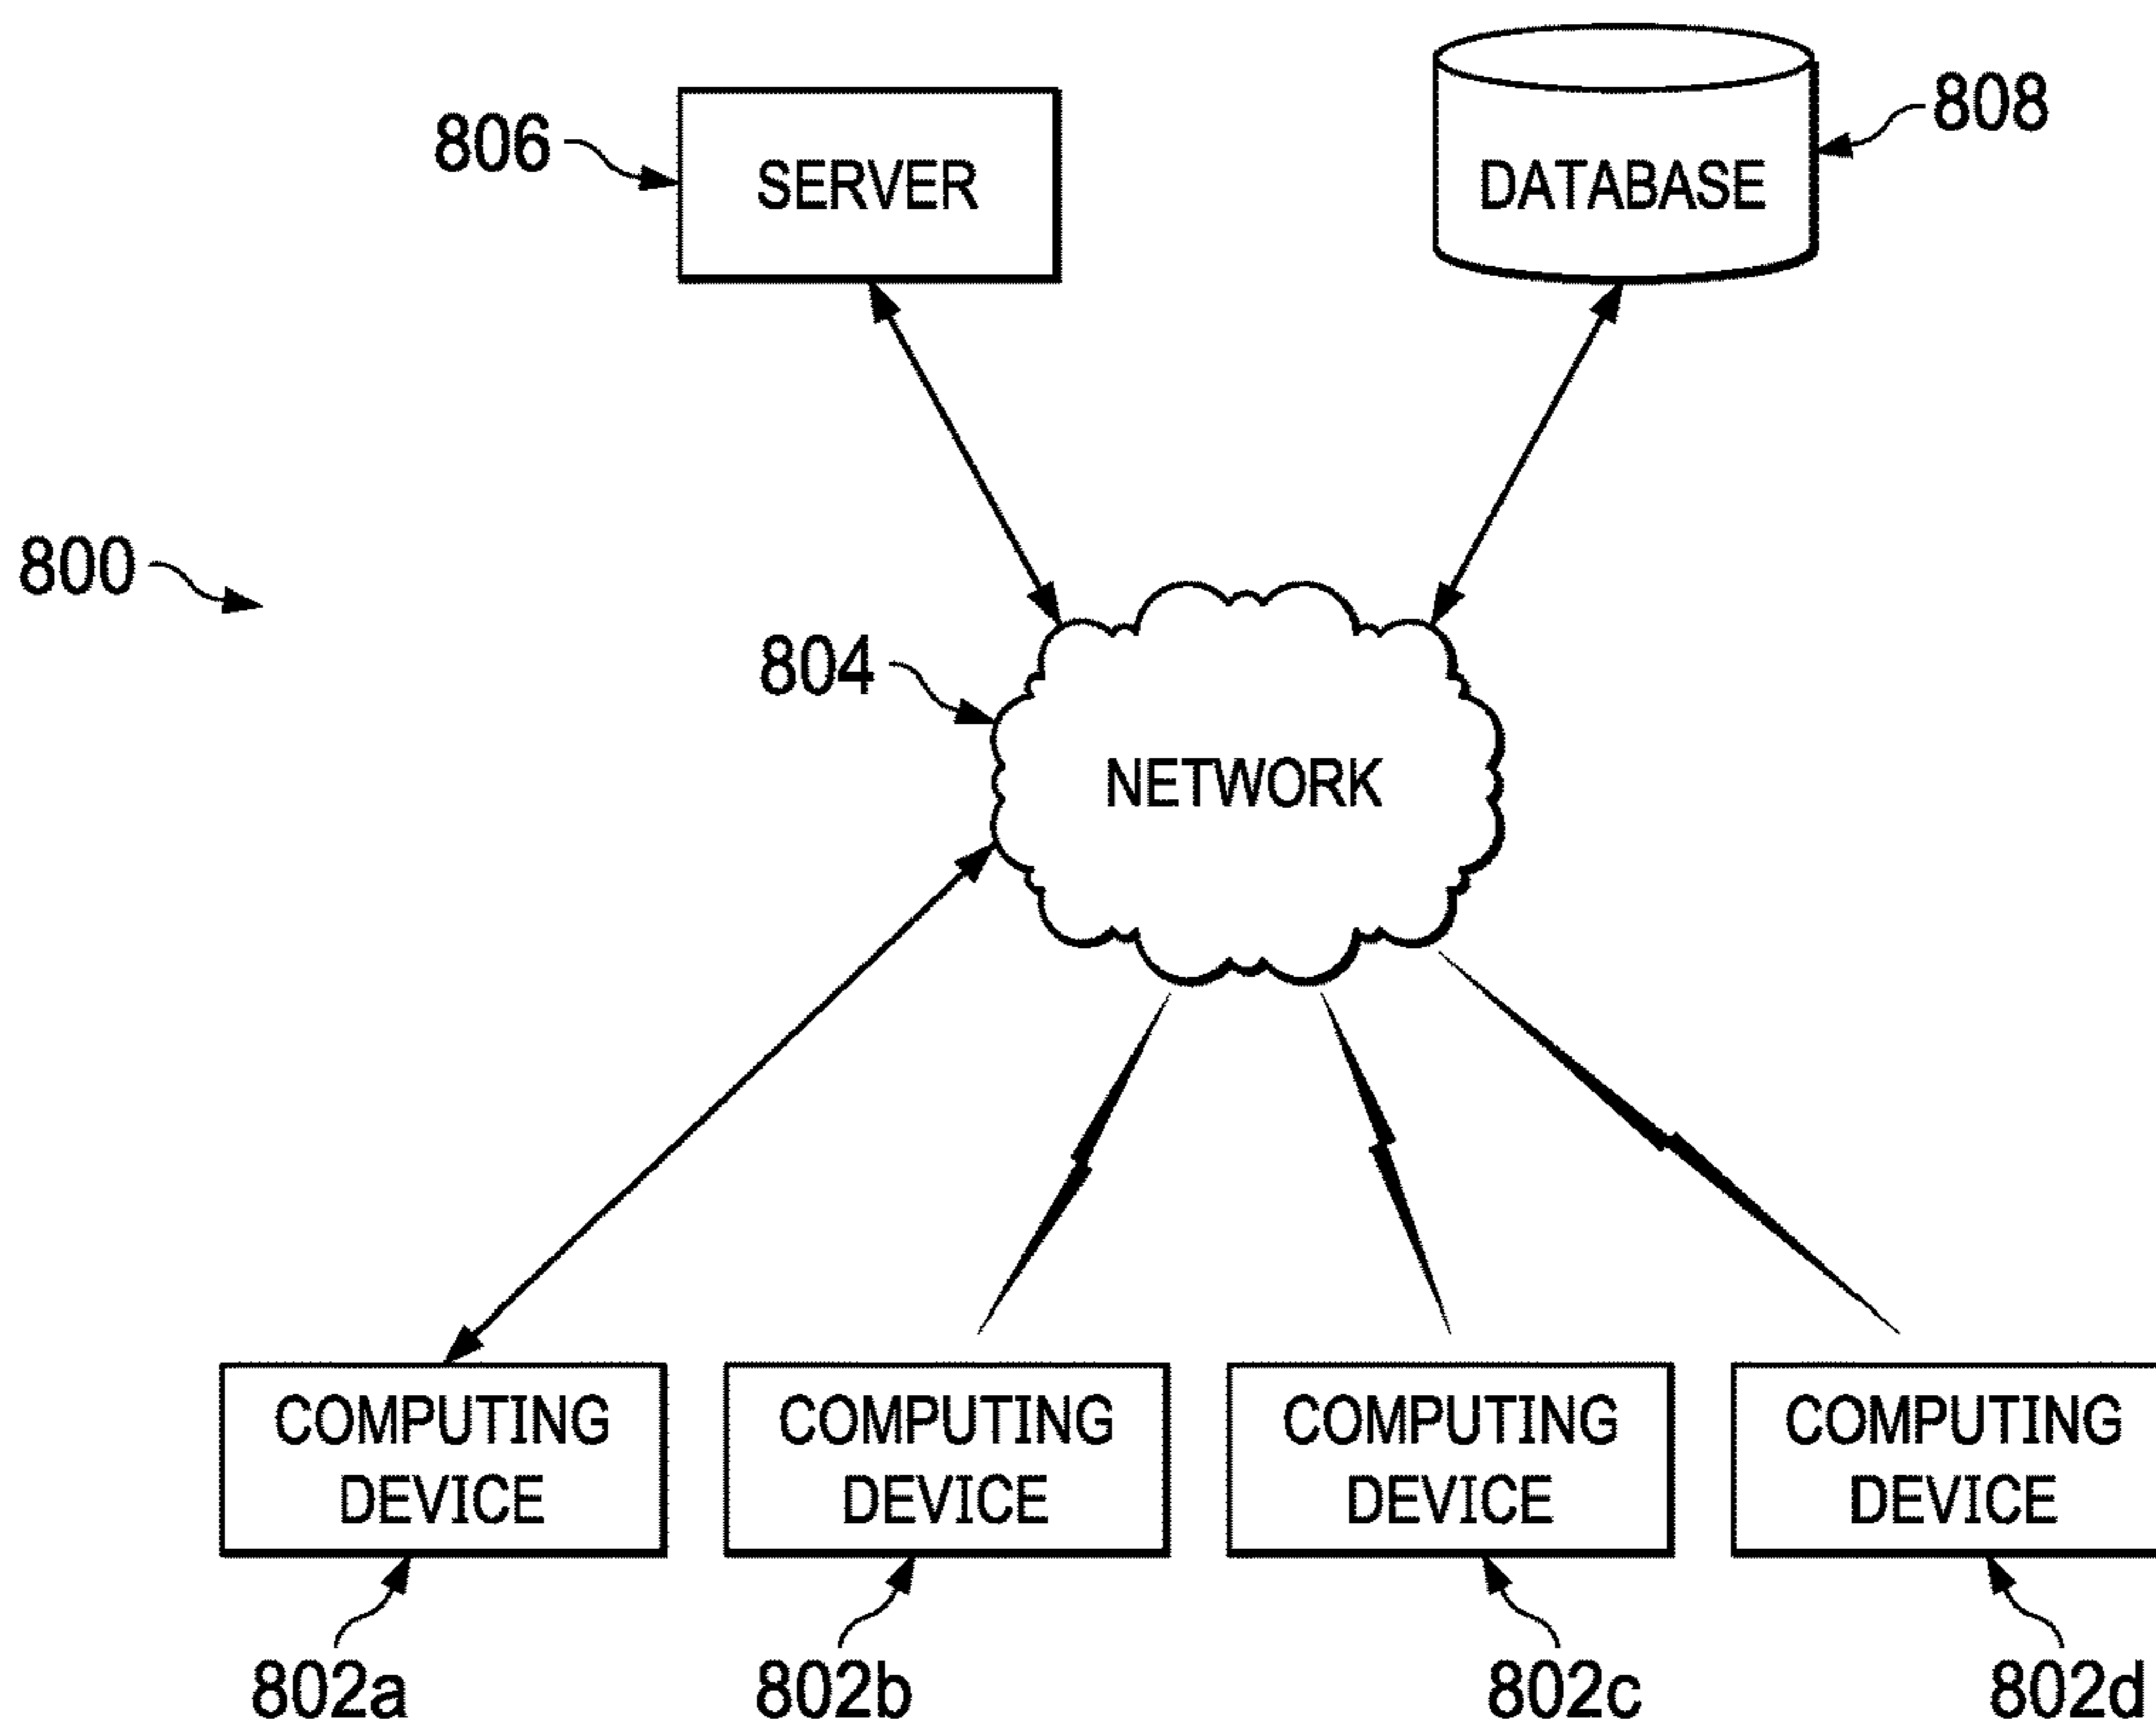 806
SERVER
DATABASE
808
800
804
NETWORK
COMPUTING
DEVICE
COMPUTING
DEVICE
COMPUTING
DEVICE
COMPUTING
DEVICE
802a
802b
802c
802d